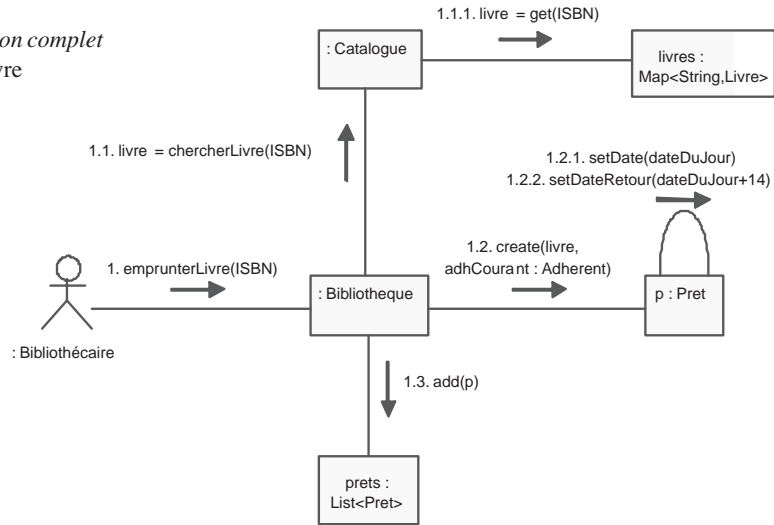 on complet
vre
1.1.1. livre = get(ISBN)
: Catalogue
livres :
Map<String,Livre>
1.1. livre = chercherLivre(ISBN)
1.2.1. setDate(dateDuJour)
1.2.2. setDateRetour(dateDuJour+14)
1. emprunterLivre(ISBN)
1.2. create(livre,
adhCourant : Adherent)
: Bibliotheque
p : Pret
: Bibliothécaire
1.3. add(p)
prets :
List<Pret>